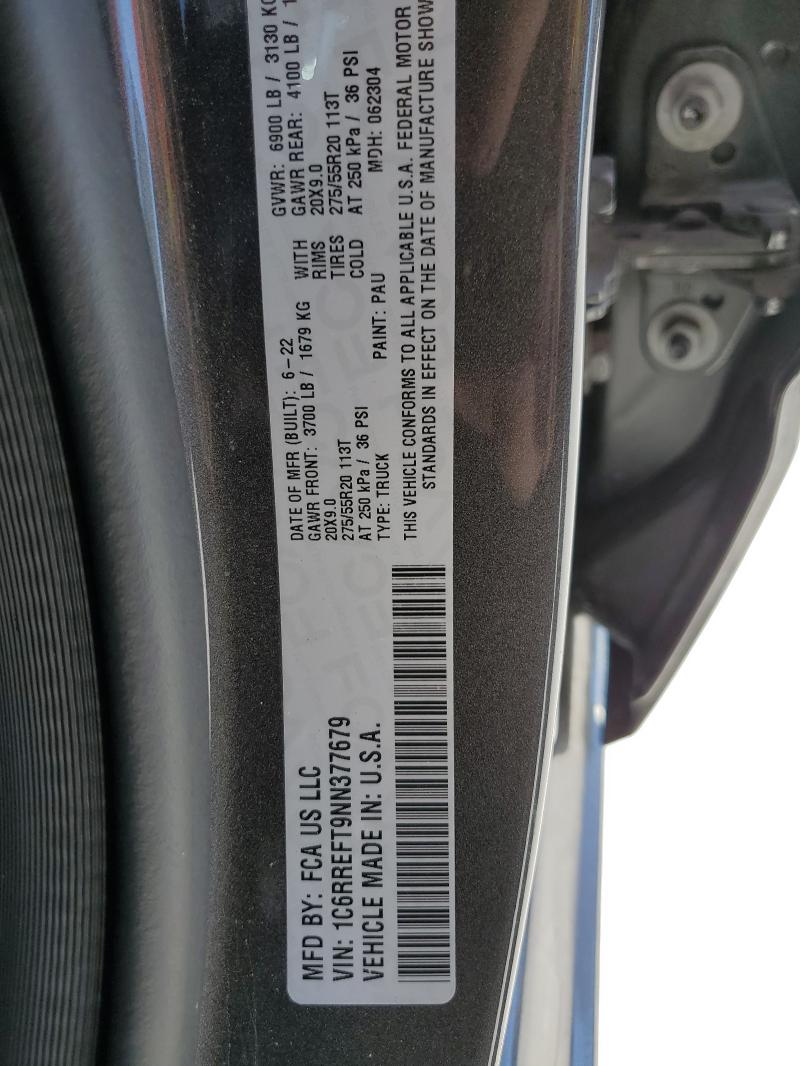 MFD BY: FCA US LLC
VIN: 1C6RREFT9NN377679
VEHICLE MADE IN: U.S.A.
DATE OF MFR (BUILT): 6-22 GVWR: 6900 LB / 3130 KG
GAWR FRONT: 3700 LB / 1679 KG WITH GAWR REAR: 4100 LB /
20X9.0 RIMS 20X9.0
275/55R20 113T TIRES 275/55R20 113T
AT 250 kPa / 36 PSI COLD AT 250 kPa / 36 PSI
TYPE: TRUCK PAINT: PAU MDH: 062304
THIS VEHICLE CONFORMS TO ALL APPLICABLE U.S.A. FEDERAL MOTOR
STANDARDS IN EFFECT ON THE DATE OF MANUFACTURE SHOW